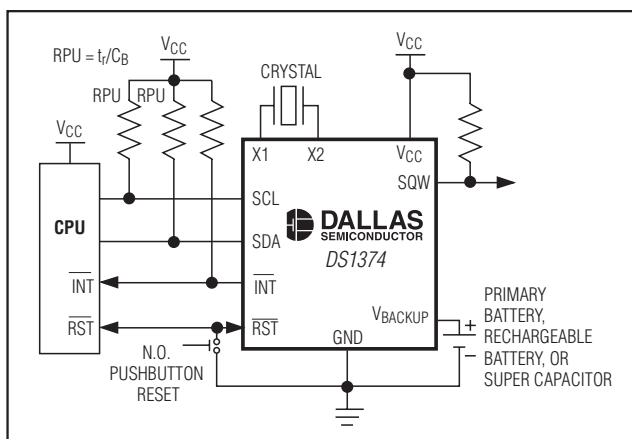 RPU = tr/CB
VCC
VCC
CRYSTAL
RPU
RPU
VCC
X1
X2
VCC
SQW
CPU
SCL
DALLAS
SEMICONDUCTOR
DS1374
SDA
INT
INT
VBACKUP
+
PRIMARY
BATTERY,
RECHARGEABLE
BATTERY, OR
SUPER CAPACITOR
−
RST
RST
GND
N.O.
PUSHBUTTON
RESET